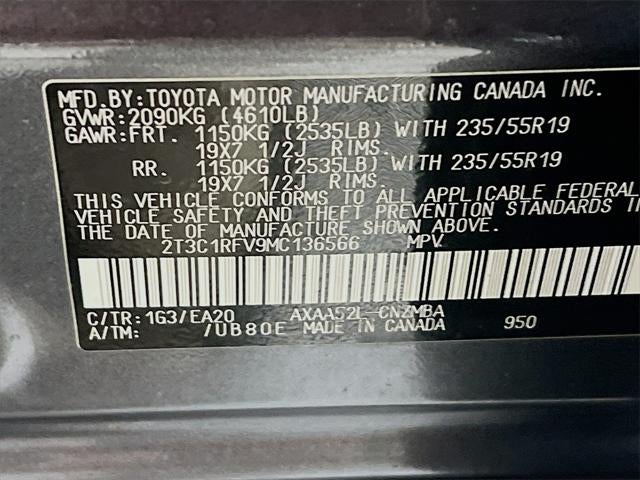 MFD.BY:TOYOTA MOTOR MANUFACTURING CANADA INC.
GVWR:2090KG (4610LB)
GAWR:FRT. 1150KG (2535LB) WITH 235/55R19
19X7 1/2J RIMS.
RR. 1150KG (2535LB) WITH 235/55R19
19X7 1/2J RIMS.
THIS VEHICLE CONFORMS TO ALL APPLICABLE FEDERAL
VEHICLE SAFETY AND THEFT PREVENTION STANDARDS
DATE OF MANUFACTURE SHOWN ABOVE.
2T3C1RFV9MC136566 MPV
C/TR:1G3/EA20 AXAA52L-CNZMBA
A/TM: /UB80E MADE IN CANADA 950